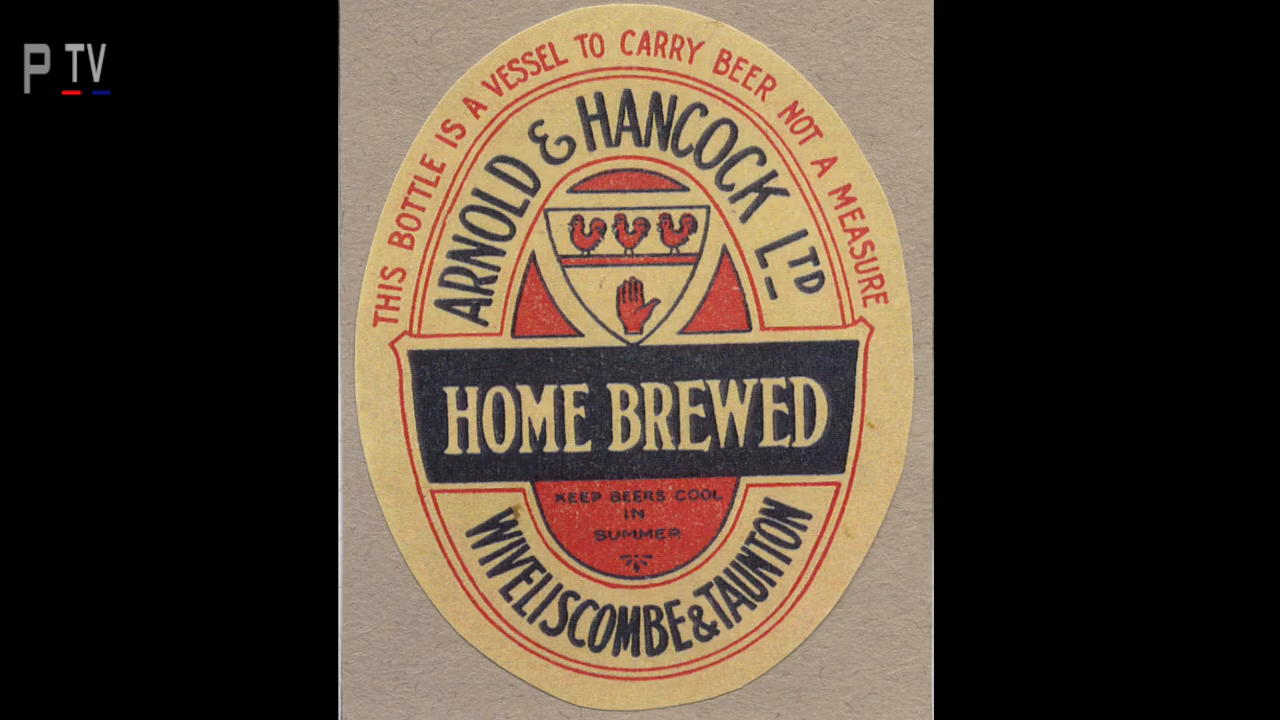 P TV
THIS BOTTLE IS A VESSEL TO CARRY BEER NOT A MEASURE
ARNOLD & HANCOCK LTD
HOME BREWED
KEEP BEERS COOL
IN
SUMMER
WIVELISCOMBE & TAUNTON